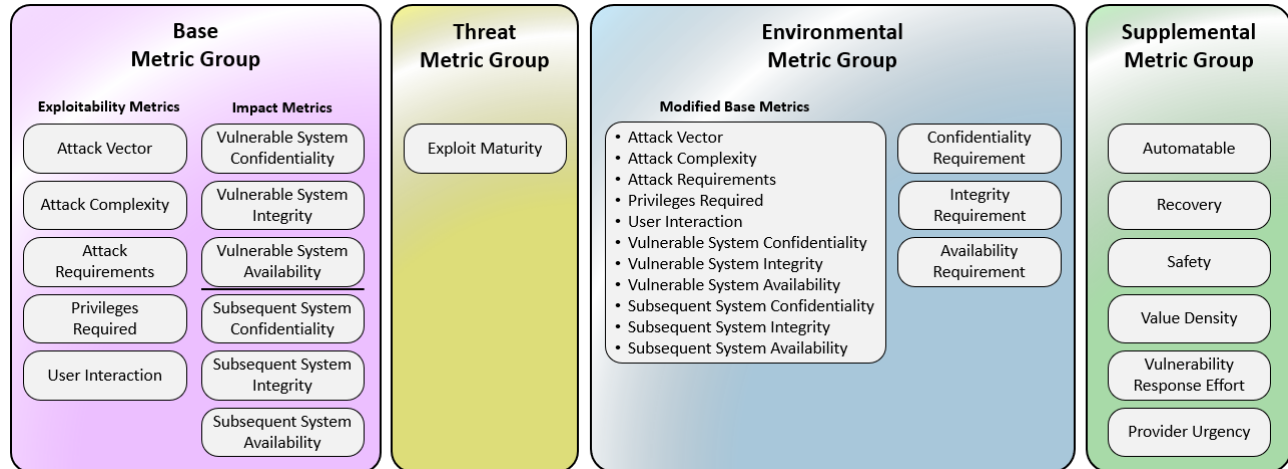 Base
Metric Group
Exploitability Metrics
Attack Vector
Attack Complexity
Attack
Requirements
Privileges
Required
User Interaction
Impact Metrics
Vulnerable System
Confidentiality
Vulnerable System
Integrity
Vulnerable System
Availability
Subsequent System
Confidentiality
Subsequent System
Integrity
Subsequent System
Availability
Threat
Metric Group
Exploit Maturity
Environmental
Metric Group
Modified Base Metrics
• Attack Vector
• Attack Complexity
• Attack Requirements
• Privileges Required
• User Interaction
• Vulnerable System Confidentiality
• Vulnerable System Integrity
• Vulnerable System Availability
• Subsequent System Confidentiality
• Subsequent System Integrity
• Subsequent System Availability
Confidentiality
Requirement
Integrity
Requirement
Availability
Requirement
Supplemental
Metric Group
Automatable
Recovery
Safety
Value Density
Vulnerability
Response Effort
Provider Urgency